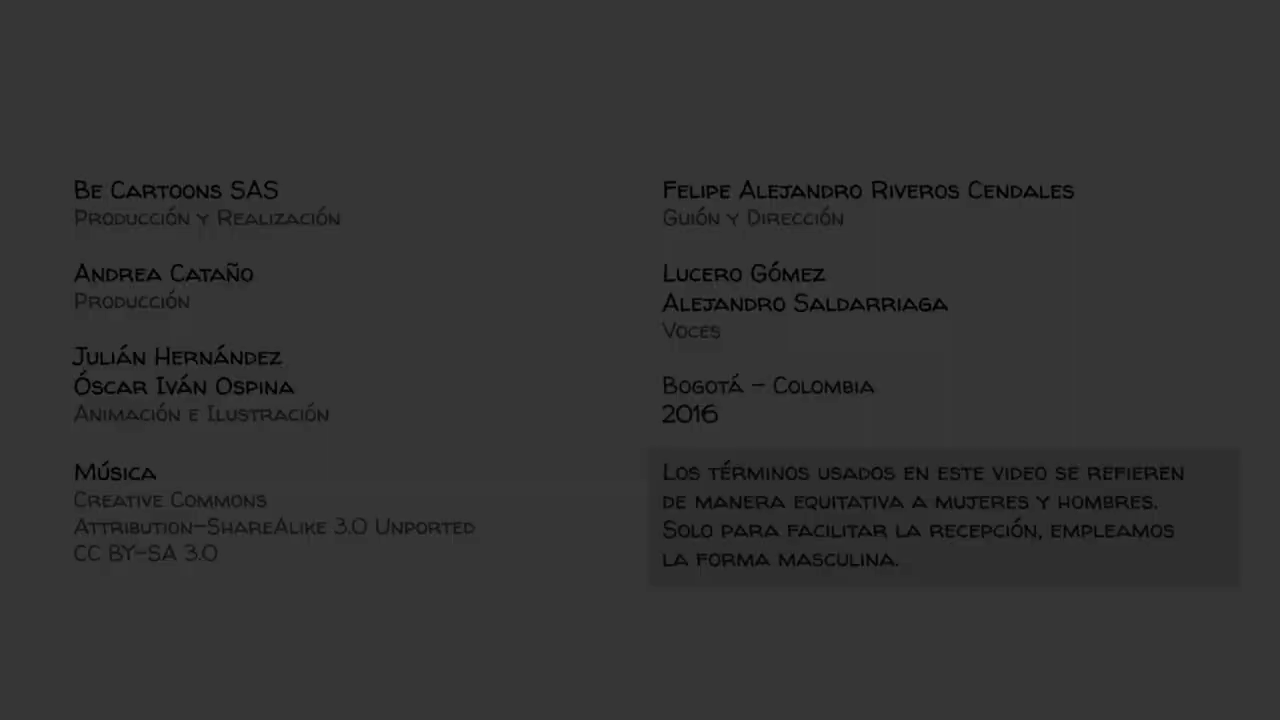 Be Cartoons SAS
Producción y Realización
Andrea Cataño
Producción
Julián Hernández
Óscar Iván Ospina
Animación e Ilustración
Música
Creative Commons
Attribution-ShareAlike 3.0 Unported
CC BY-SA 3.0
Felipe Alejandro Riveros Cendales
Guión y Dirección
Lucero Gómez
Alejandro Saldarriaga
Voces
Bogotá - Colombia
2016
Los términos usados en este video se refieren
de manera equitativa a mujeres y hombres.
Solo para facilitar la recepción, empleamos
la forma masculina.